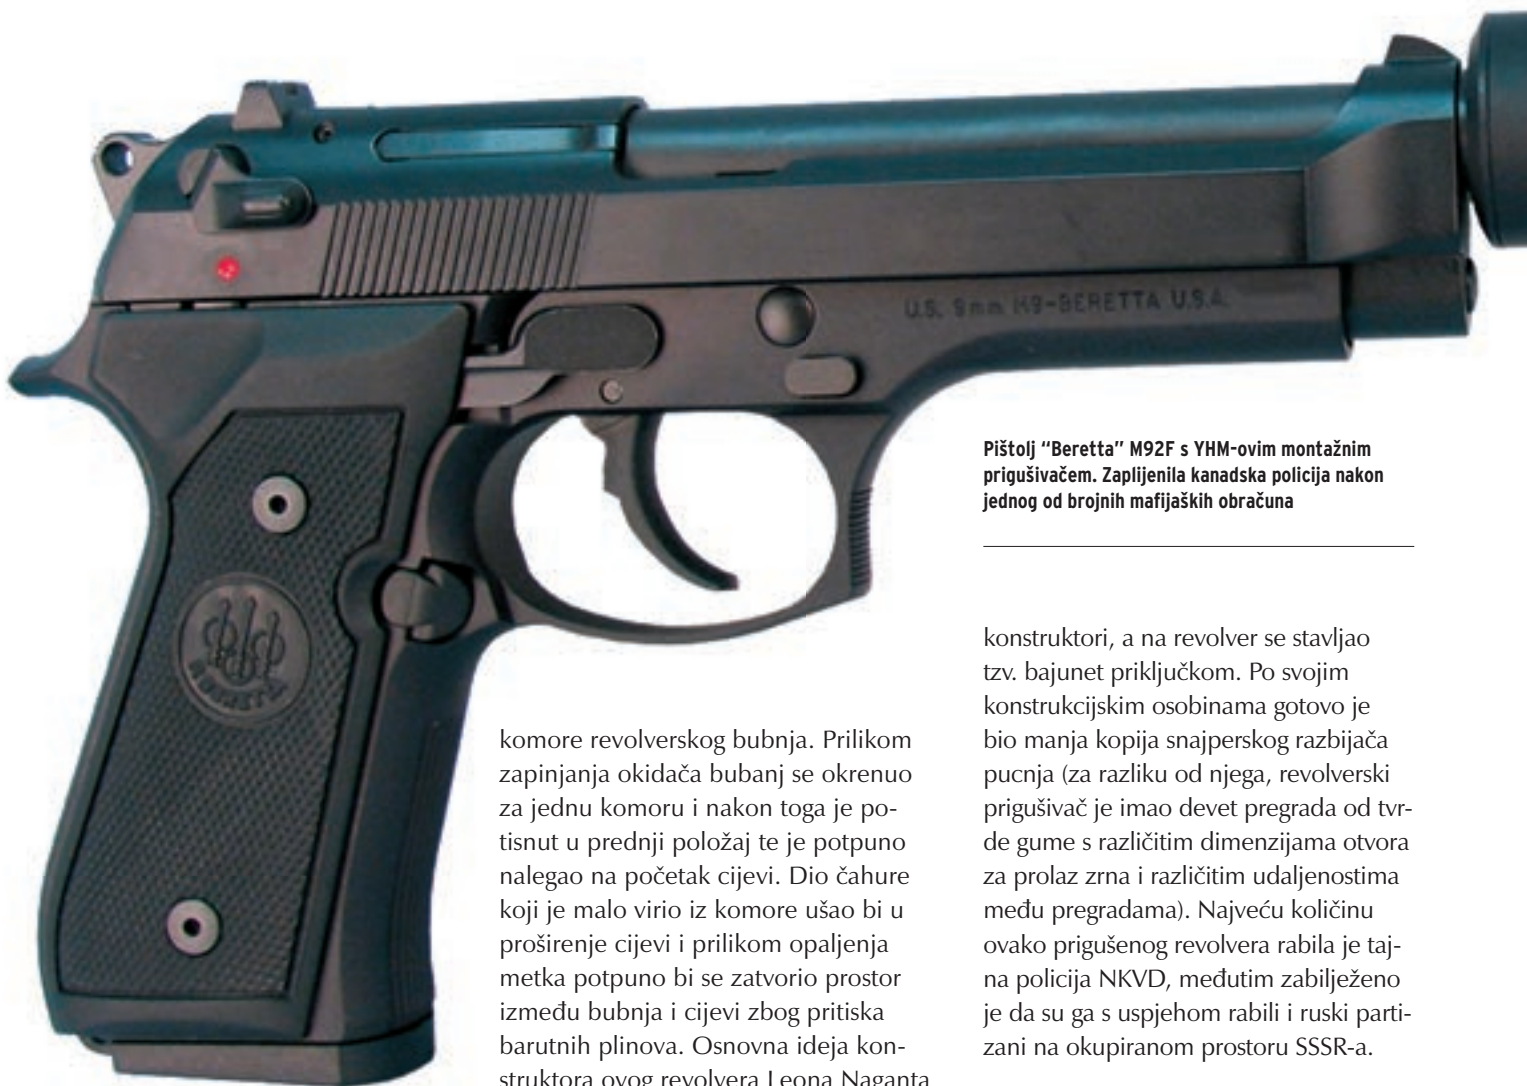 U.S. 9mm M9-BERETTA U.S.A.
BERETTA
Pištolj “Beretta” M92F s YHM-ovim montažnim
prigušivačem. Zaplijenila kanadska policija nakon
jednog od brojnih mafijaških obračuna
komore revolverskog bubnja. Prilikom
zapinjanja okidača bubanj se okrenuo
za jednu komoru i nakon toga je po-
tisnut u prednji položaj te je potpuno
nalegao na početak cijevi. Dio čahure
koji je malo virio iz komore ušao bi u
proširenje cijevi i prilikom opaljenja
metka potpuno bi se zatvorio prostor
između bubnja i cijevi zbog pritiska
barutnih plinova. Osnovna ideja kon-
struktora ovog revolvera Leona Naganta
konstruktori, a na revolver se stavljao
tzv. bajunet priključkom. Po svojim
konstrukcijskim osobinama gotovo je
bio manja kopija snajperskog razbijača
pucnja (za razliku od njega, revolverski
prigušivač je imao devet pregrada od tvr-
de gume s različitim dimenzijama otvora
za prolaz zrna i različitim udaljenostima
među pregradama). Najveću količinu
ovako prigušenog revolvera rabila je taj-
na policija NKVD, međutim zabilježeno
je da su ga s uspjehom rabili i ruski parti-
zani na okupiranom prostoru SSSR-a.